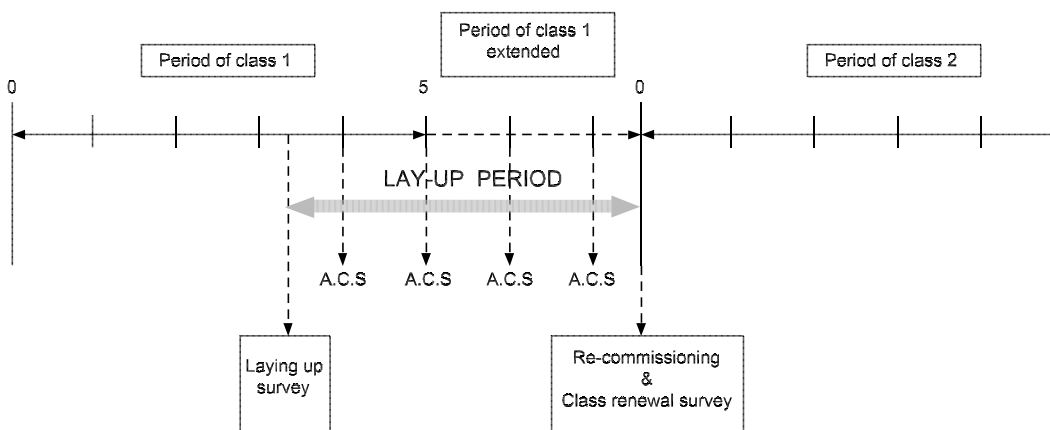 Period of class 1
Period of class 1
extended
Period of class 2
0
5
0
LAY-UP PERIOD
A.C.S
A.C.S
A.C.S
A.C.S
Laying up
survey
Re-commissioning
&
Class renewal survey